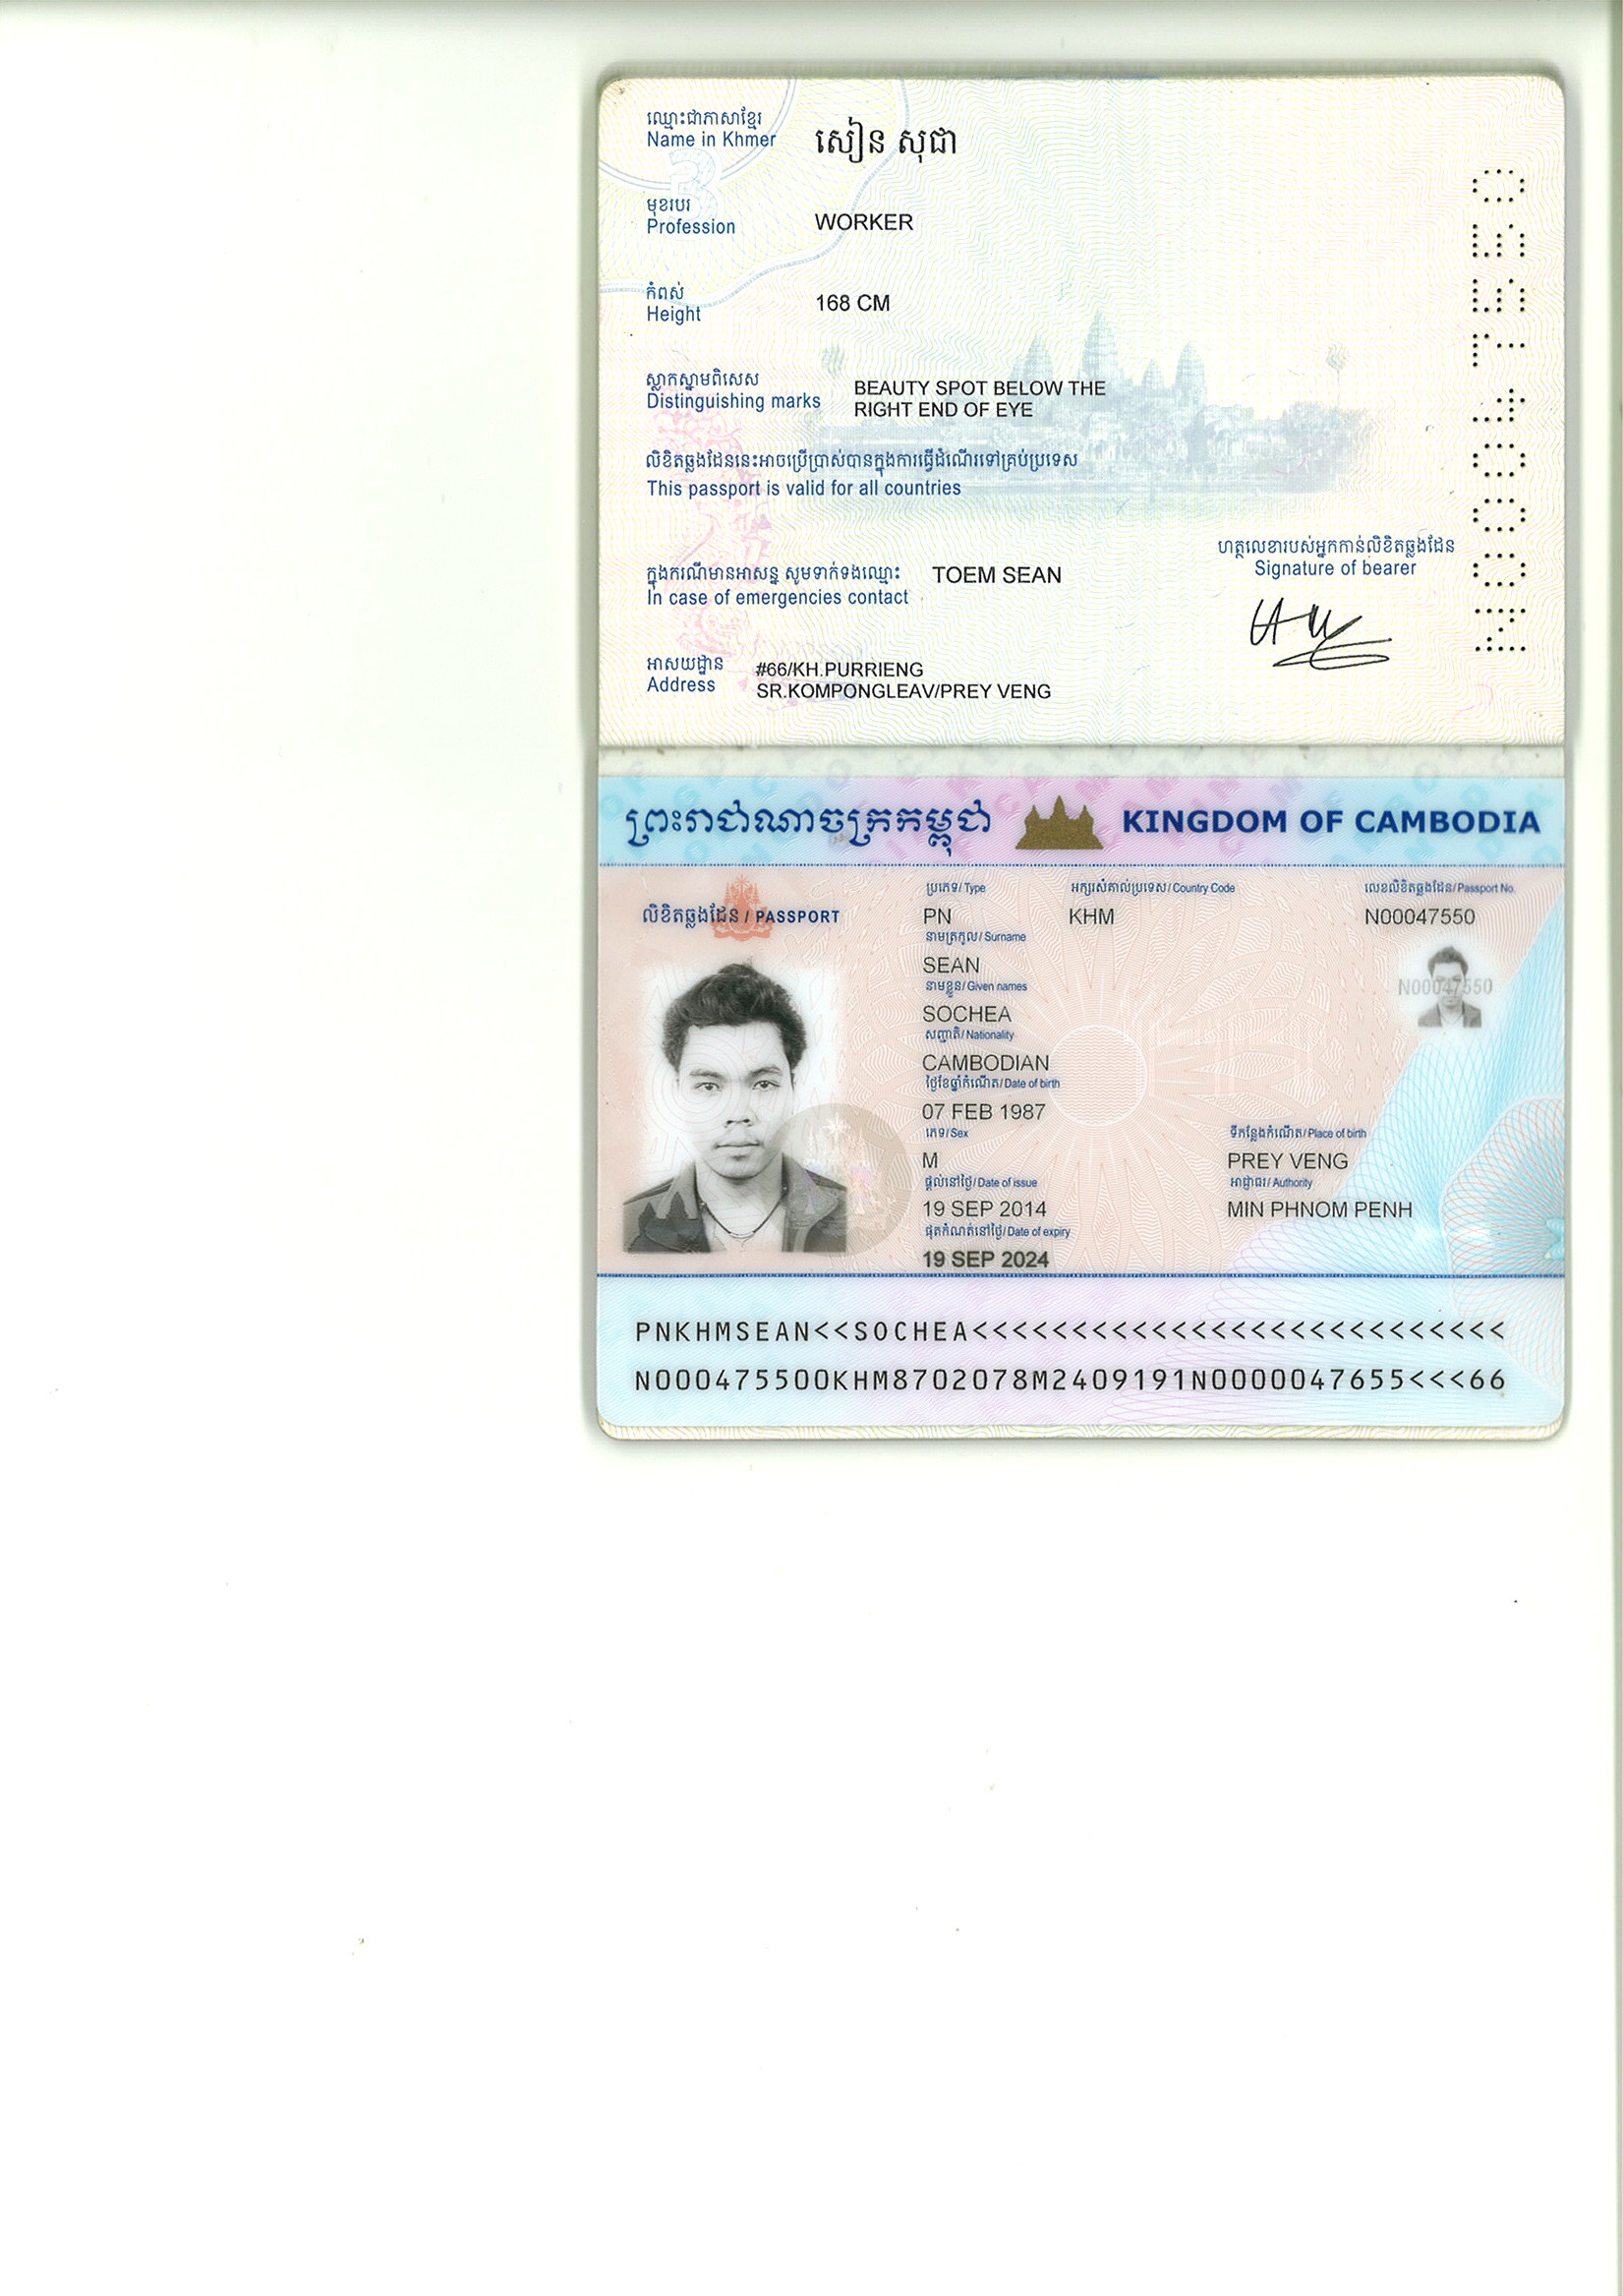 ឈ្មោះជាភាសាខ្មែរ
Name in Khmer
សៀន សុជា
មុខរបរ
Profession
WORKER
កំពស់
Height
168 CM
ស្លាកស្នាមពិសេស
Distinguishing marks
BEAUTY SPOT BELOW THE
RIGHT END OF EYE
លិខិតឆ្លងដែននេះអាចប្រើប្រាស់បានក្នុងការធ្វើដំណើរទៅគ្រប់ប្រទេស
This passport is valid for all countries
ហត្ថលេខារបស់អ្នកកាន់លិខិតឆ្លងដែន
Signature of bearer
ក្នុងករណីមានអាសន្ន សូមទាក់ទងឈ្មោះ
In case of emergencies contact
TOEM SEAN
អាសយដ្ឋាន
Address
#66/KH.PURRIENG
SR.KOMPONGLEAV/PREY VENG
N00047550
ព្រះរាជាណាចក្រកម្ពុជា KINGDOM OF CAMBODIA
លិខិតឆ្លងដែន / PASSPORT
ប្រភេទ/ Type
អក្សរសំគាល់ប្រទេស/ Country Code
លេខលិខិតឆ្លងដែន/ Passport No.
PN
KHM
N00047550
នាមត្រកូល/ Surname
SEAN
នាមខ្លួន/ Given names
N00047550
SOCHEA
សញ្ជាតិ/ Nationality
CAMBODIAN
ថ្ងៃខែឆ្នាំកំណើត/ Date of birth
07 FEB 1987
ភេទ/ Sex
ទីកន្លែងកំណើត/ Place of birth
M
PREY VENG
ផ្តល់នៅថ្ងៃ/ Date of issue
អាជ្ញាធរ/ Authority
19 SEP 2014
MIN PHNOM PENH
ផុតកំណត់នៅថ្ងៃ/ Date of expiry
19 SEP 2024
PNKHMSEAN<<SOCHEA<<<<<<<<<<<<<<<<<<<<<<<<<<<
N000475500KHM8702078M2409191N0000047655<<<66